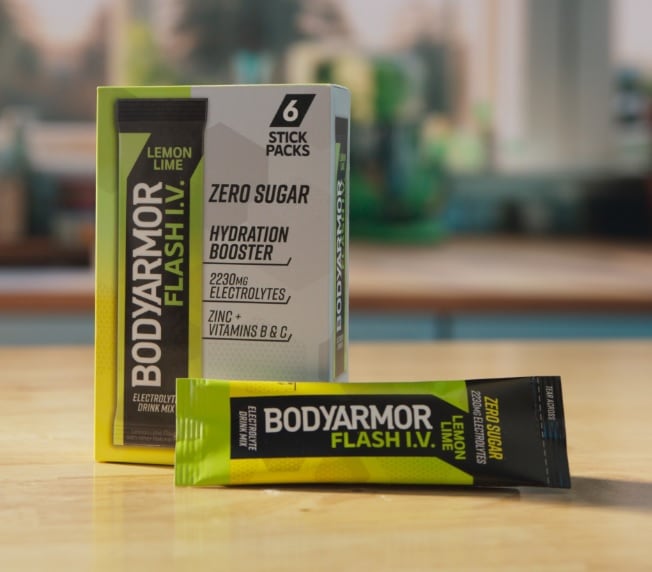 6
STICK
PACKS
LEMON
LIME
BODYARMOR
FLASH I.V.
ELECTROLYTE
DRINK MIX
ZERO SUGAR
HYDRATION
BOOSTER
2230MG
ELECTROLYTES
ZINC +
VITAMINS B & C
BODYARMOR
ELECTROLYTE
DRINK MIX
BODYARMOR
FLASH I.V.
LEMON
LIME
ZERO SUGAR
2230MG ELECTROLYTES
TEAR ACROSS